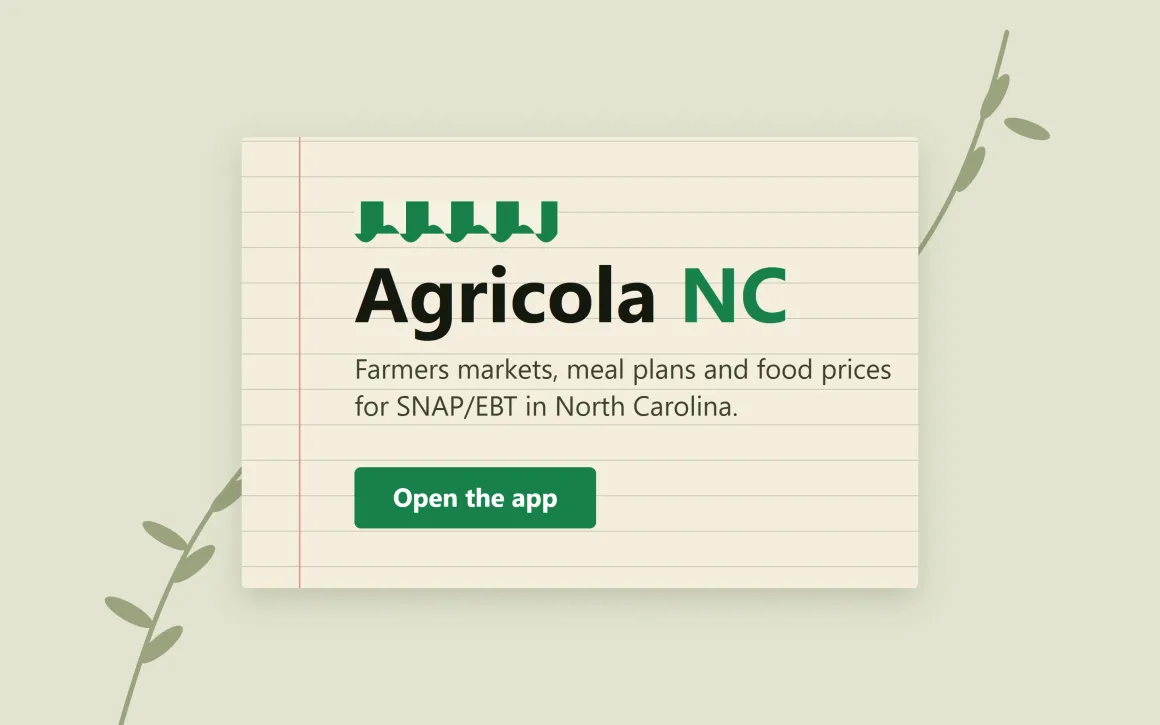 Agricola NC
Farmers markets, meal plans and food prices
for SNAP/EBT in North Carolina.
Open the app